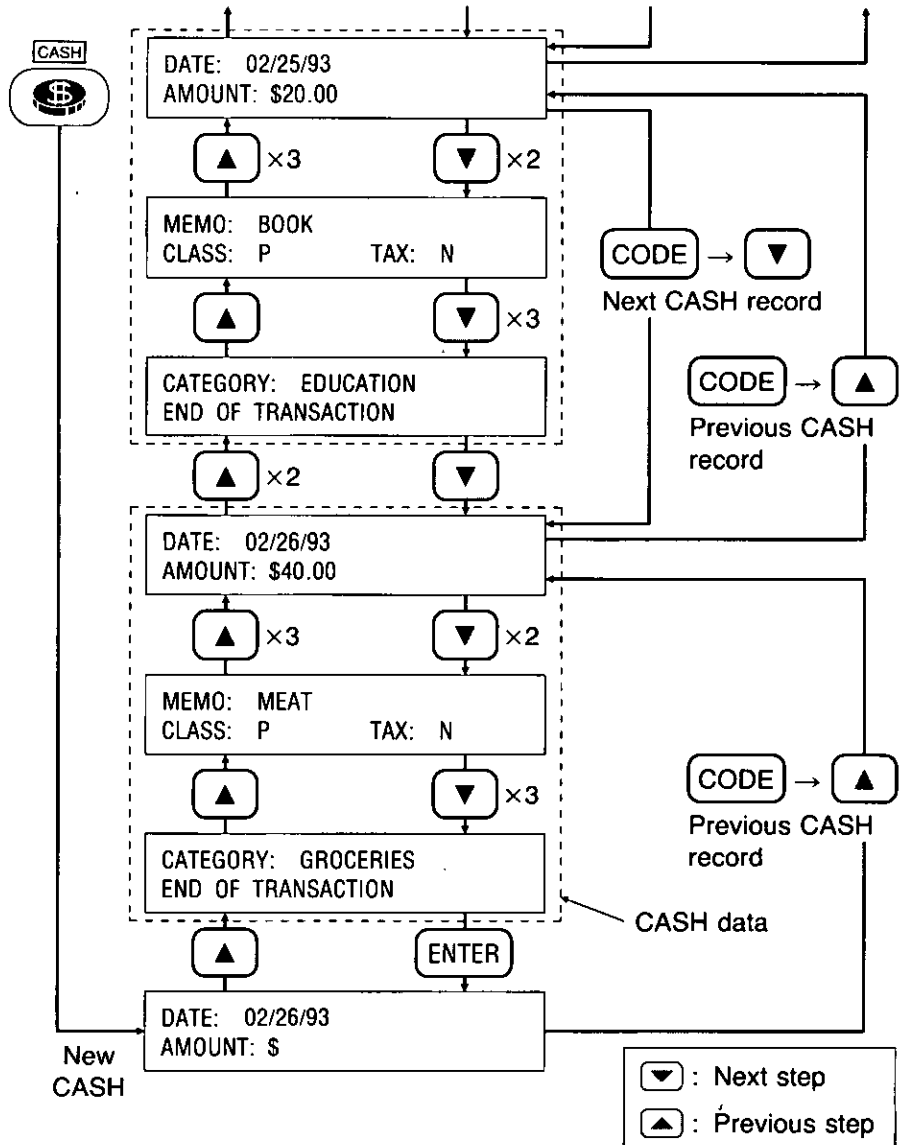 CASH
$
DATE: 02/25/93
AMOUNT: $20.00
▲ ×3
▼ ×2
MEMO: BOOK
CLASS: P TAX: N
▲
▼ ×3
CATEGORY: EDUCATION
END OF TRANSACTION
▲ ×2
▼
CODE → ▼
Next CASH record
CODE → ▲
Previous CASH
record
DATE: 02/26/93
AMOUNT: $40.00
▲ ×3
▼ ×2
MEMO: MEAT
CLASS: P TAX: N
▲
▼ ×3
CATEGORY: GROCERIES
END OF TRANSACTION
CODE → ▲
Previous CASH
record
CASH data
▲
ENTER
DATE: 02/26/93
AMOUNT: $
New
CASH
▼ : Next step
▲ : Previous step